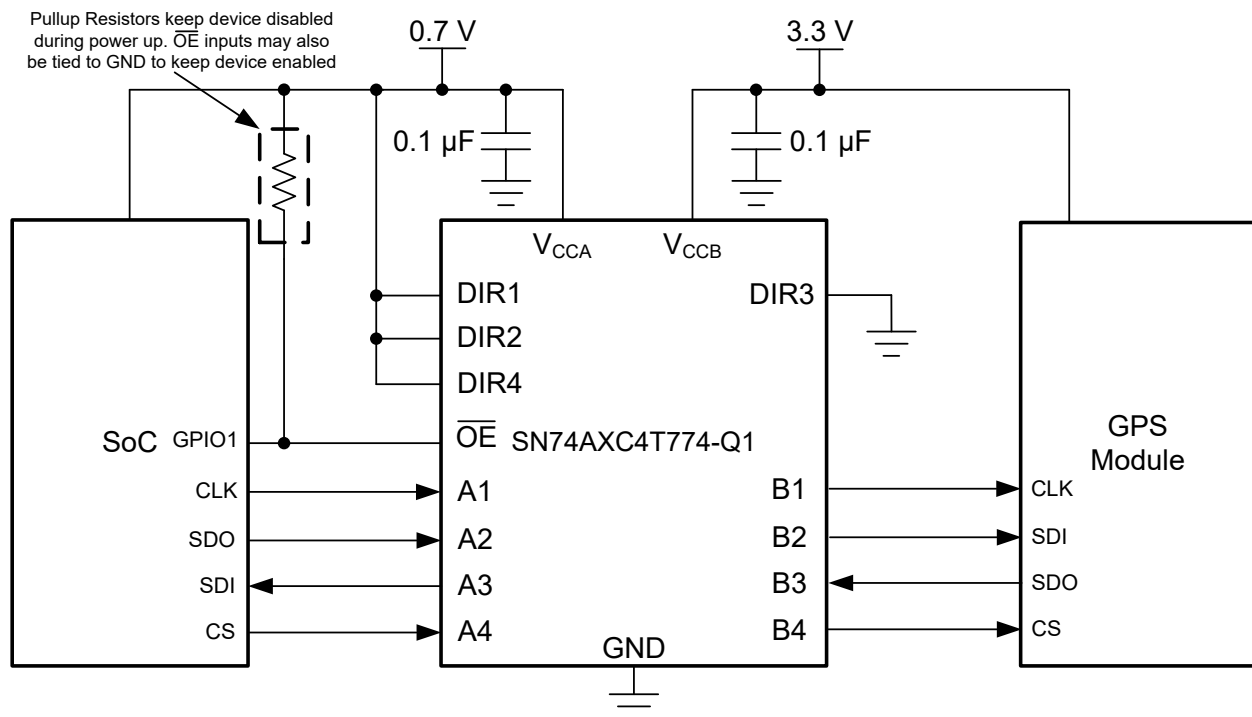 Pullup Resistors keep device disabled
during power up. OE inputs may also
be tied to GND to keep device enabled
0.7 V
3.3 V
0.1 µF
0.1 µF
VCCA
VCCB
DIR1
DIR2
DIR4
DIR3
SoC
GPIO1
OE
SN74AXC4T774-Q1
GPS
Module
CLK
A1
B1
CLK
SDO
A2
B2
SDI
SDI
A3
B3
SDO
CS
A4
B4
CS
GND